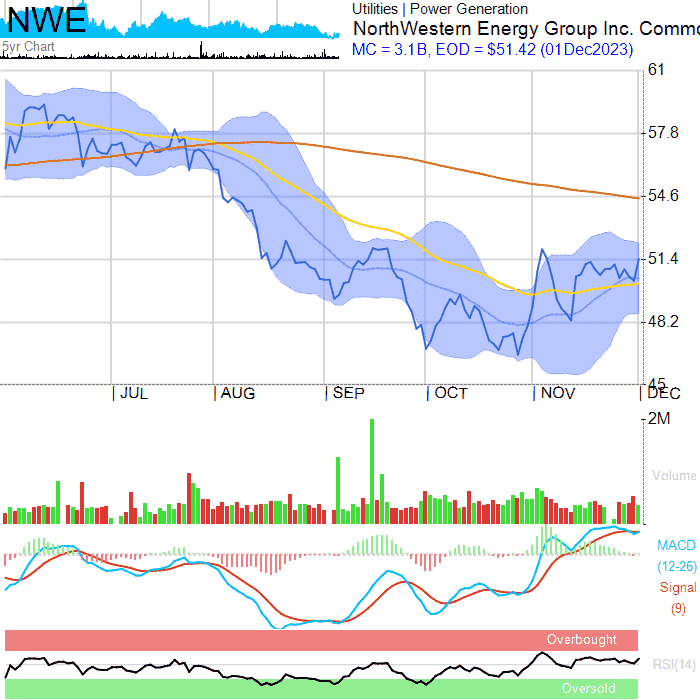 NWE
5yr Chart
Utilities | Power Generation
NorthWestern Energy Group Inc. Commo
MC = 3.1B, EOD = $51.42 (01Dec2023)
61
57.8
54.6
51.4
48.2
45
JUL AUG SEP OCT NOV DEC
2M
Volume
MACD
(12-26)
Signal
(9)
Overbought
RSI(14)
Oversold